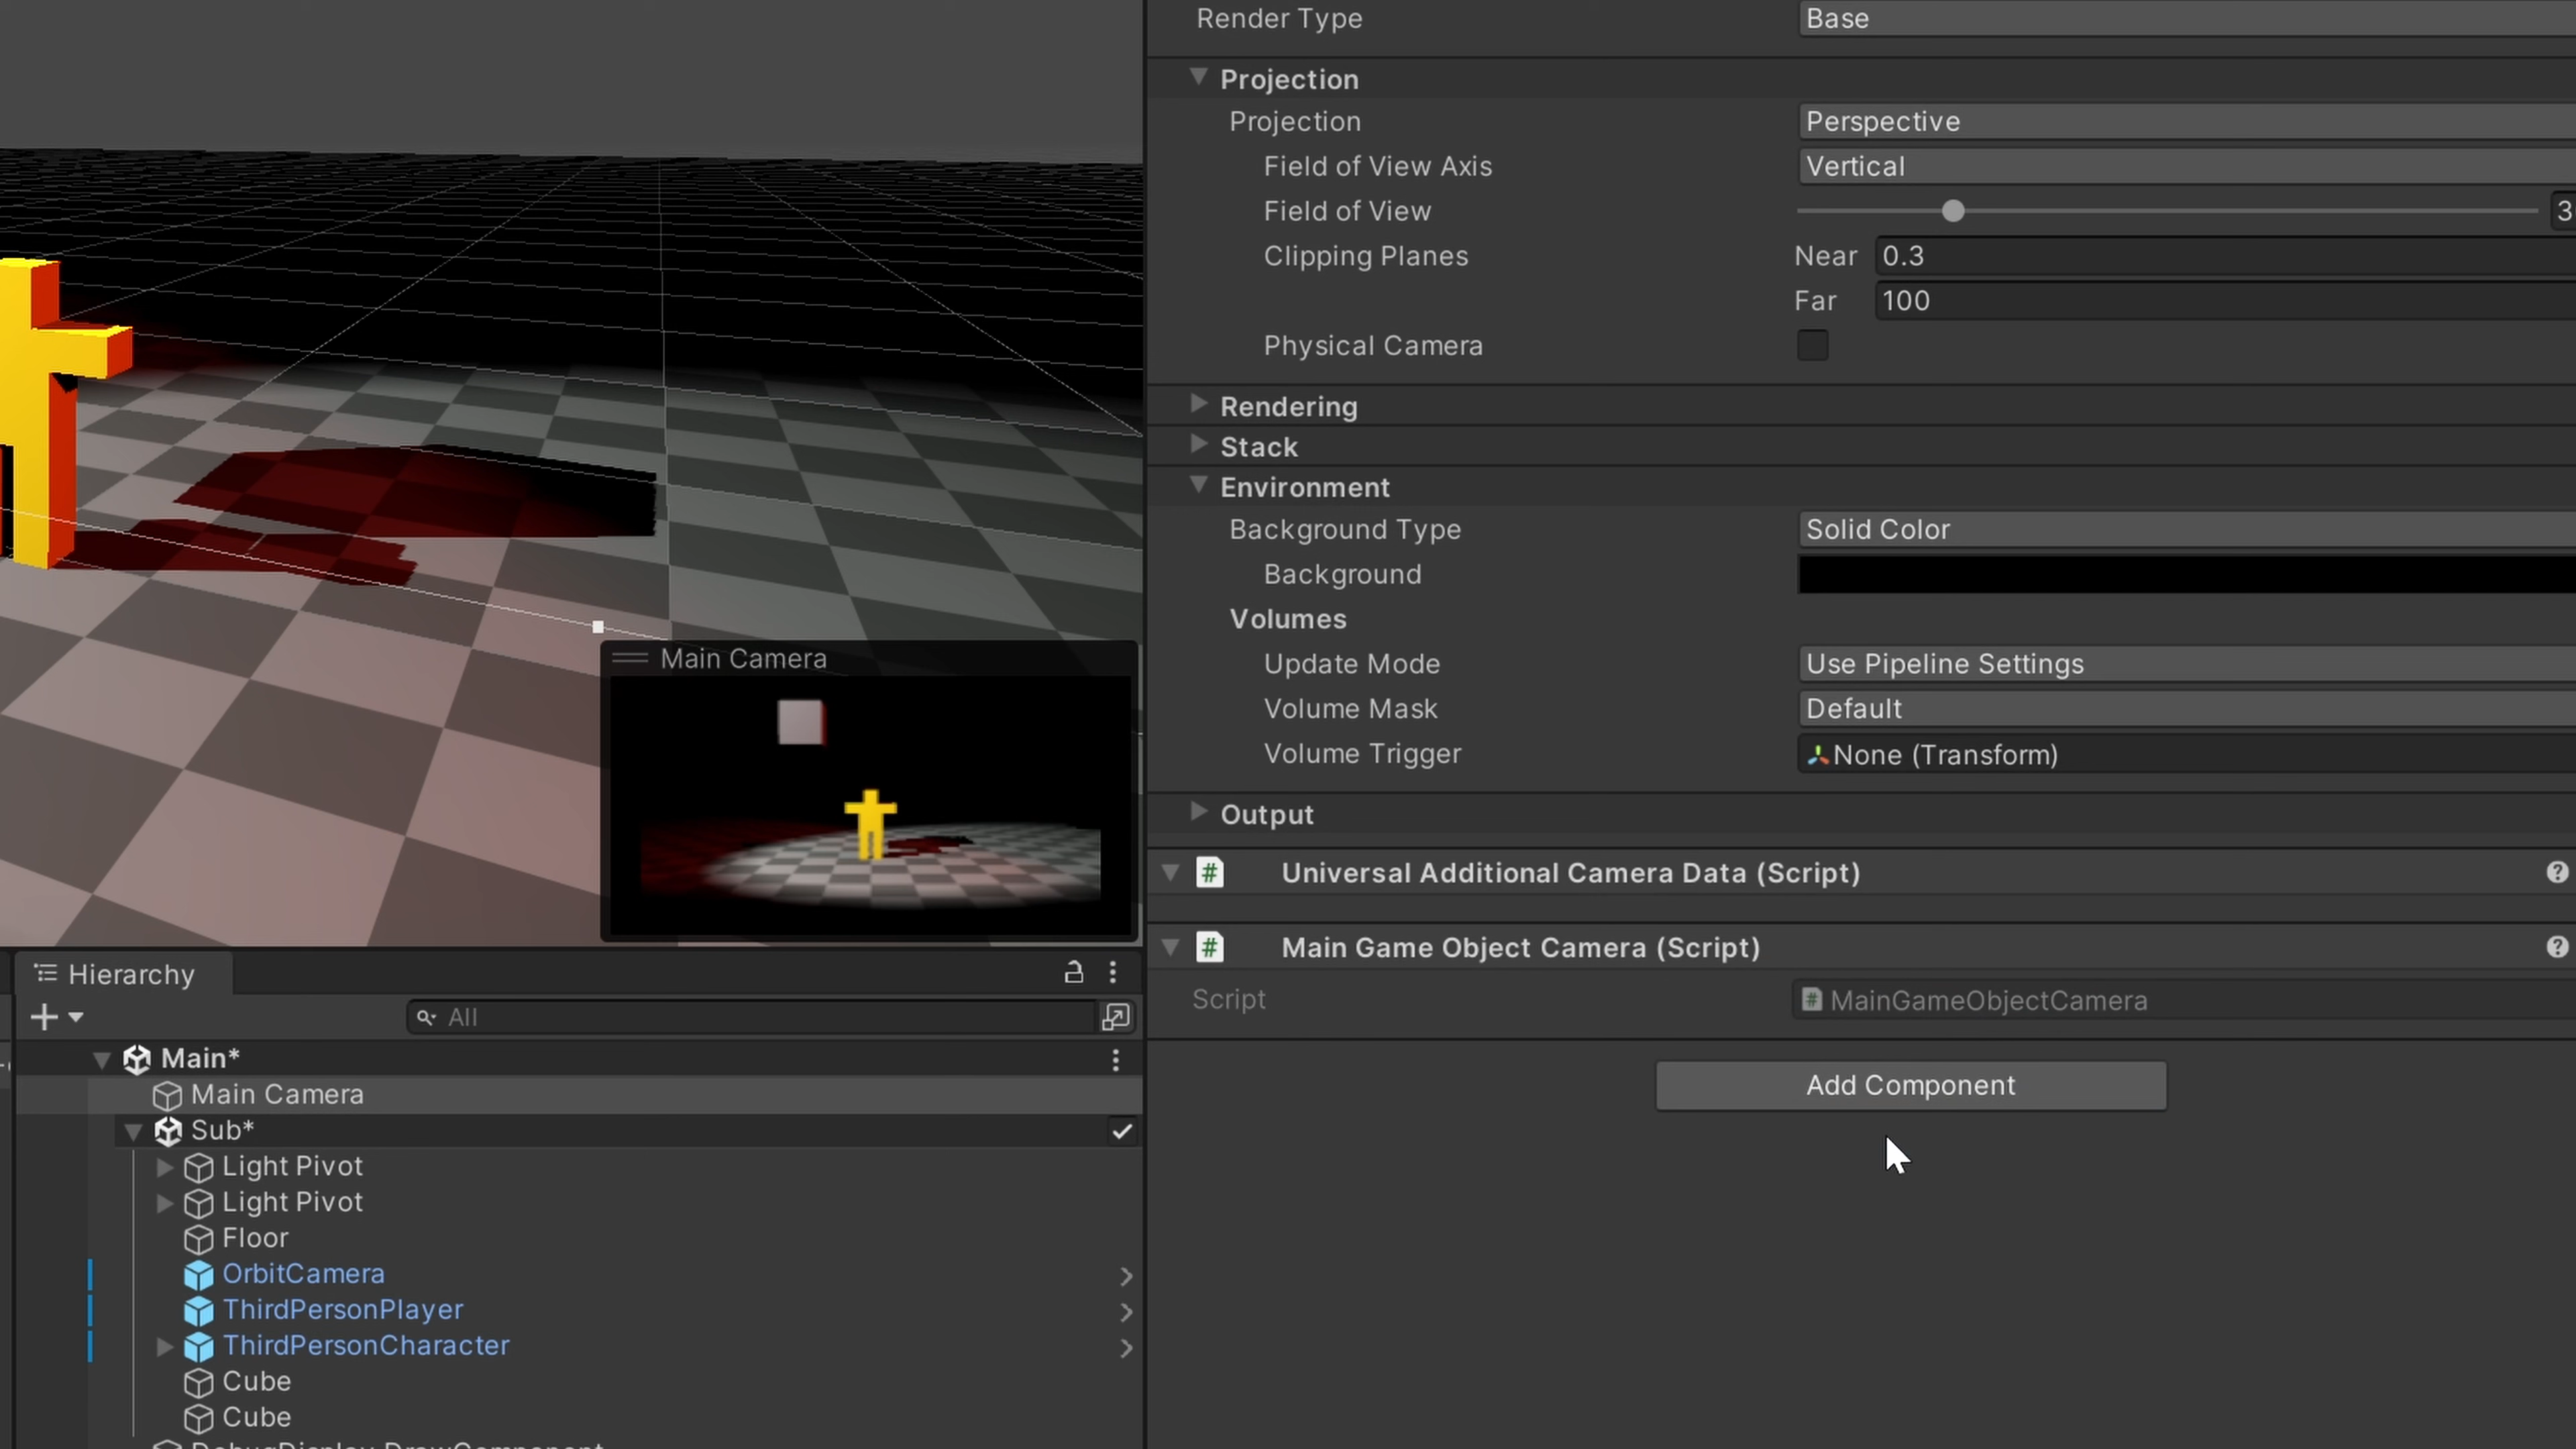 Render Type Base
Projection
Projection Perspective
Field of View Axis Vertical
Field of View 3
Clipping Planes Near 0.3
Far 100
Physical Camera
Rendering
Stack
Environment
Background Type Solid Color
Background
Volumes
Update Mode Use Pipeline Settings
Volume Mask Default
Volume Trigger None (Transform)
Output
# Universal Additional Camera Data (Script) ?
# Main Game Object Camera (Script) ?
Script # MainGameObjectCamera
Add Component
Main Camera
Hierarchy
All
Main*
Main Camera
Sub*
Light Pivot
Light Pivot
Floor
OrbitCamera
ThirdPersonPlayer
ThirdPersonCharacter
Cube
Cube
DebugDisplay DrawComponent